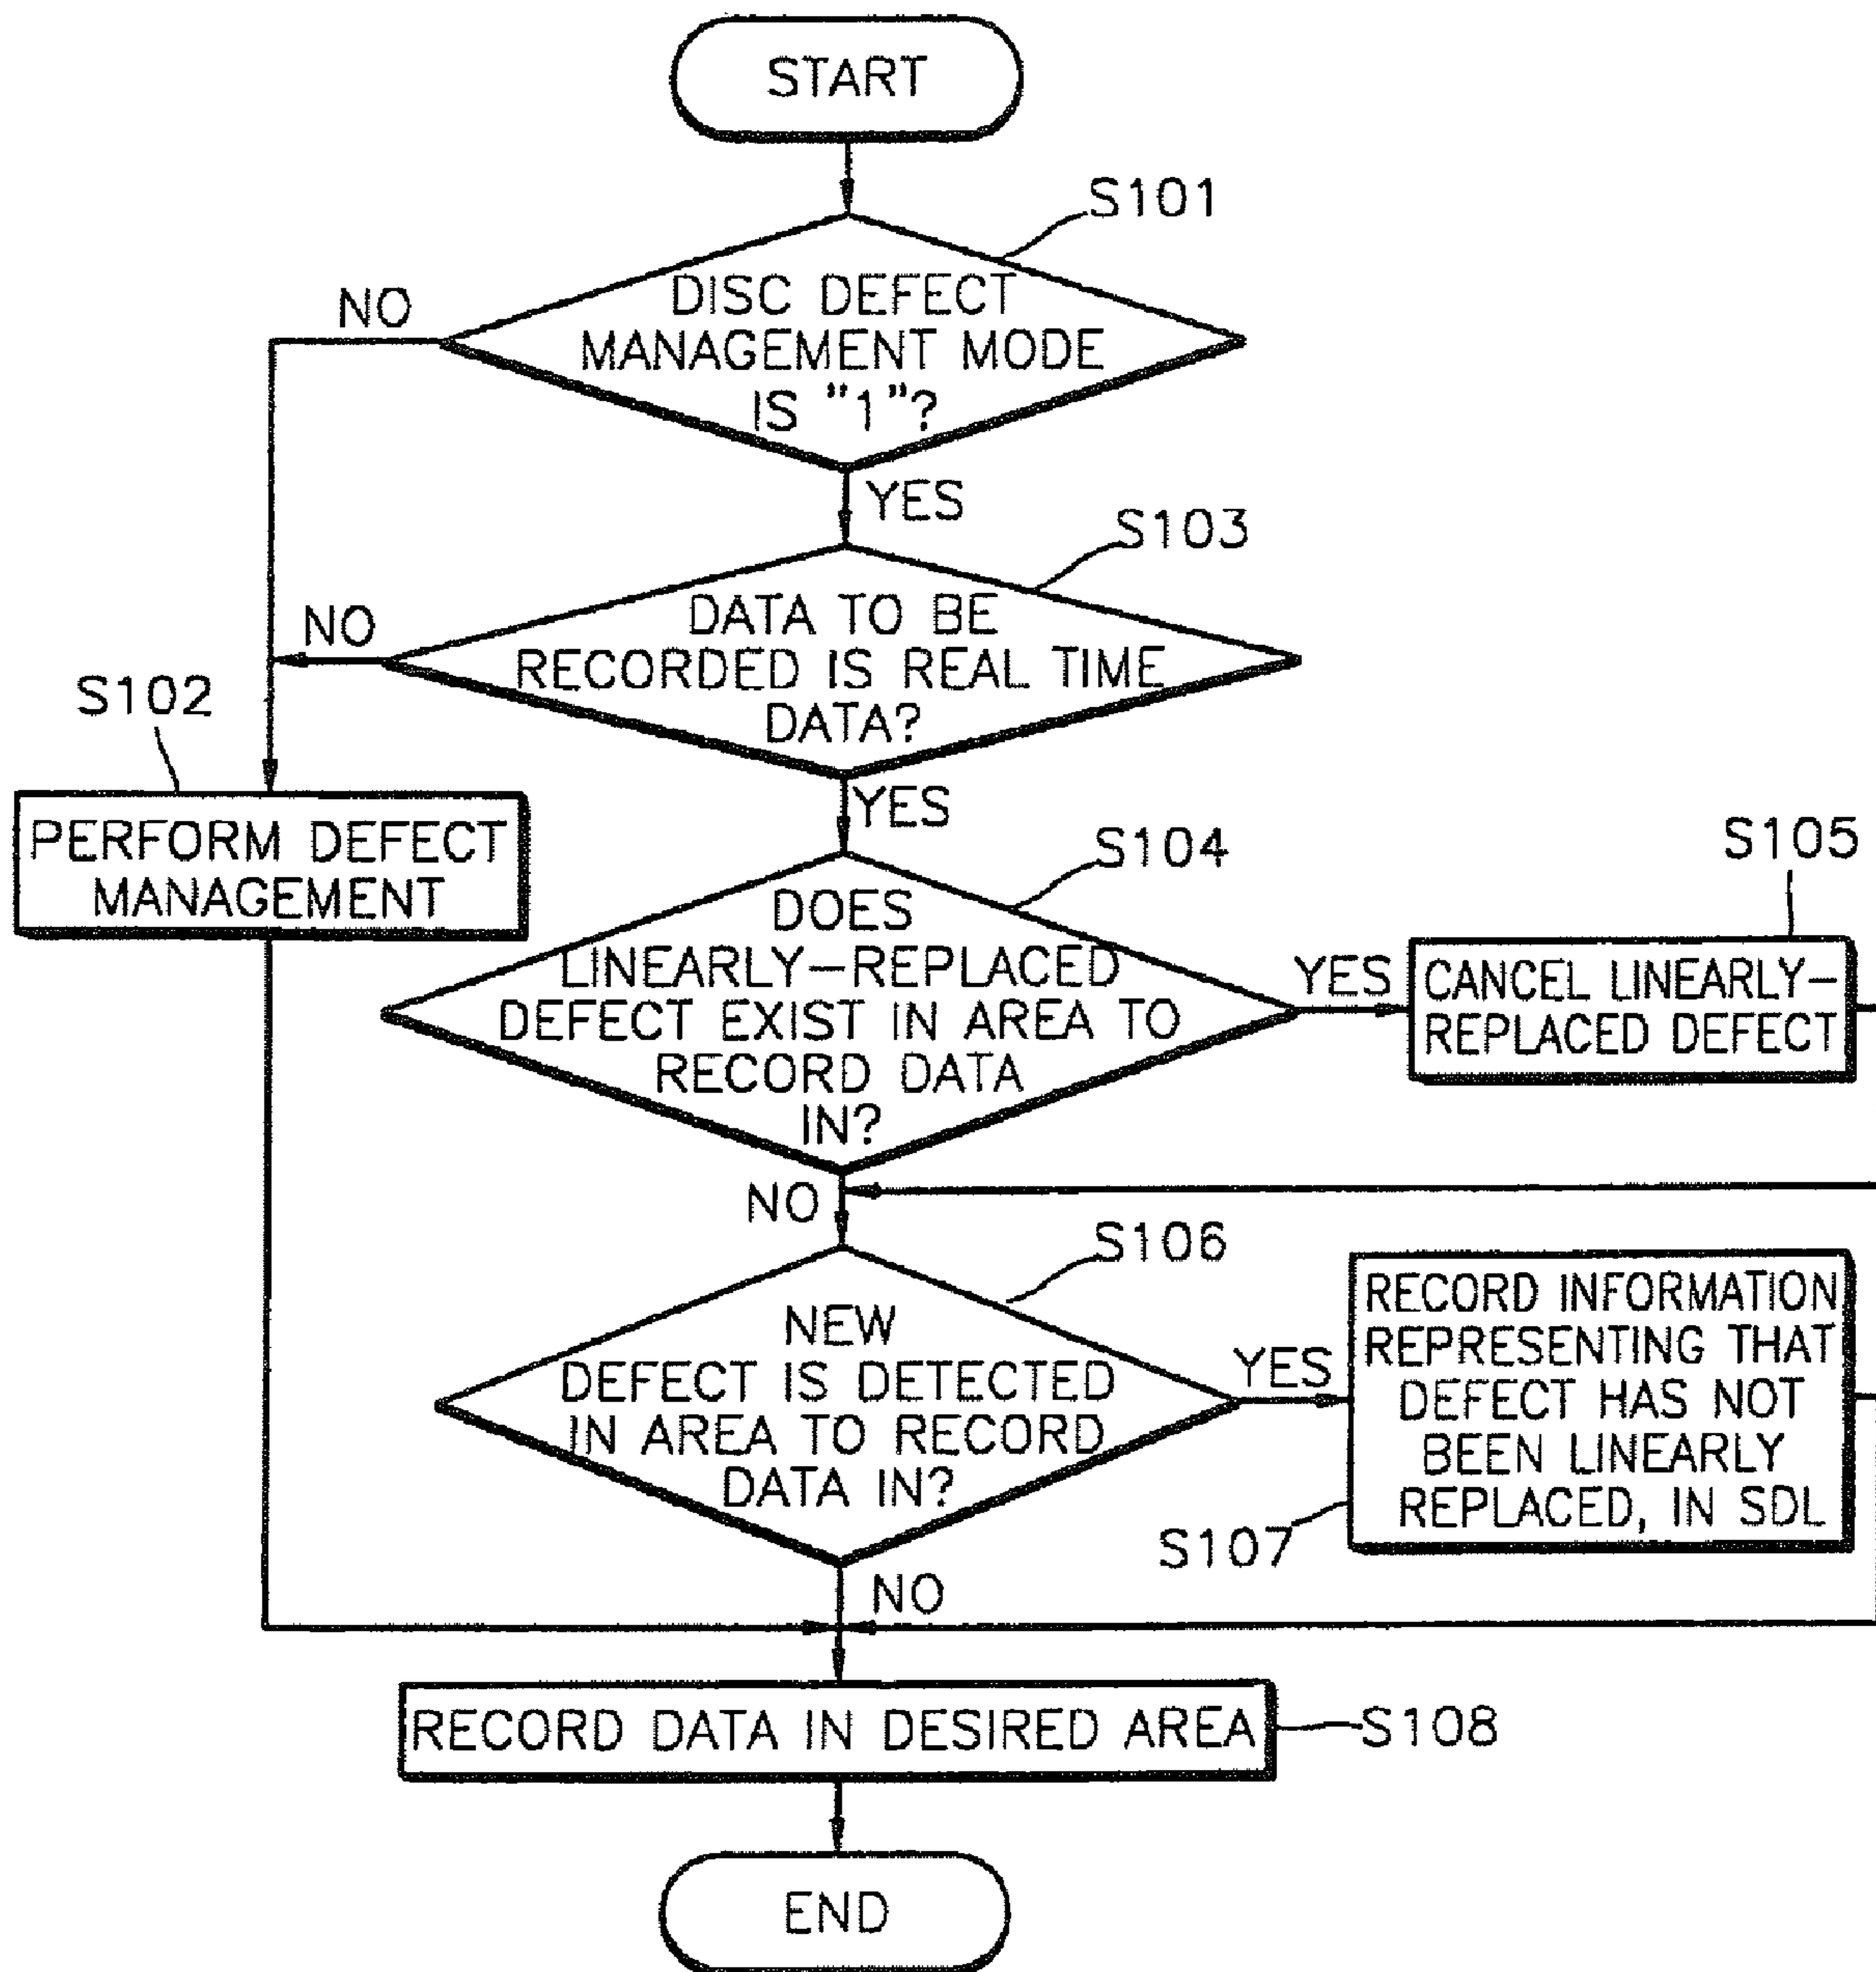 START
S101
DISC DEFECT
MANAGEMENT MODE
IS "1"?
NO
YES
S103
DATA TO BE
RECORDED IS REAL TIME
DATA?
NO
YES
S102
PERFORM DEFECT
MANAGEMENT
S104
DOES
LINEARLY-REPLACED
DEFECT EXIST IN AREA TO
RECORD DATA
IN?
YES
S105
CANCEL LINEARLY-
REPLACED DEFECT
NO
S106
NEW
DEFECT IS DETECTED
IN AREA TO RECORD
DATA IN?
YES
RECORD INFORMATION
REPRESENTING THAT
DEFECT HAS NOT
BEEN LINEARLY
REPLACED, IN SDL
S107
NO
RECORD DATA IN DESIRED AREA
S108
END